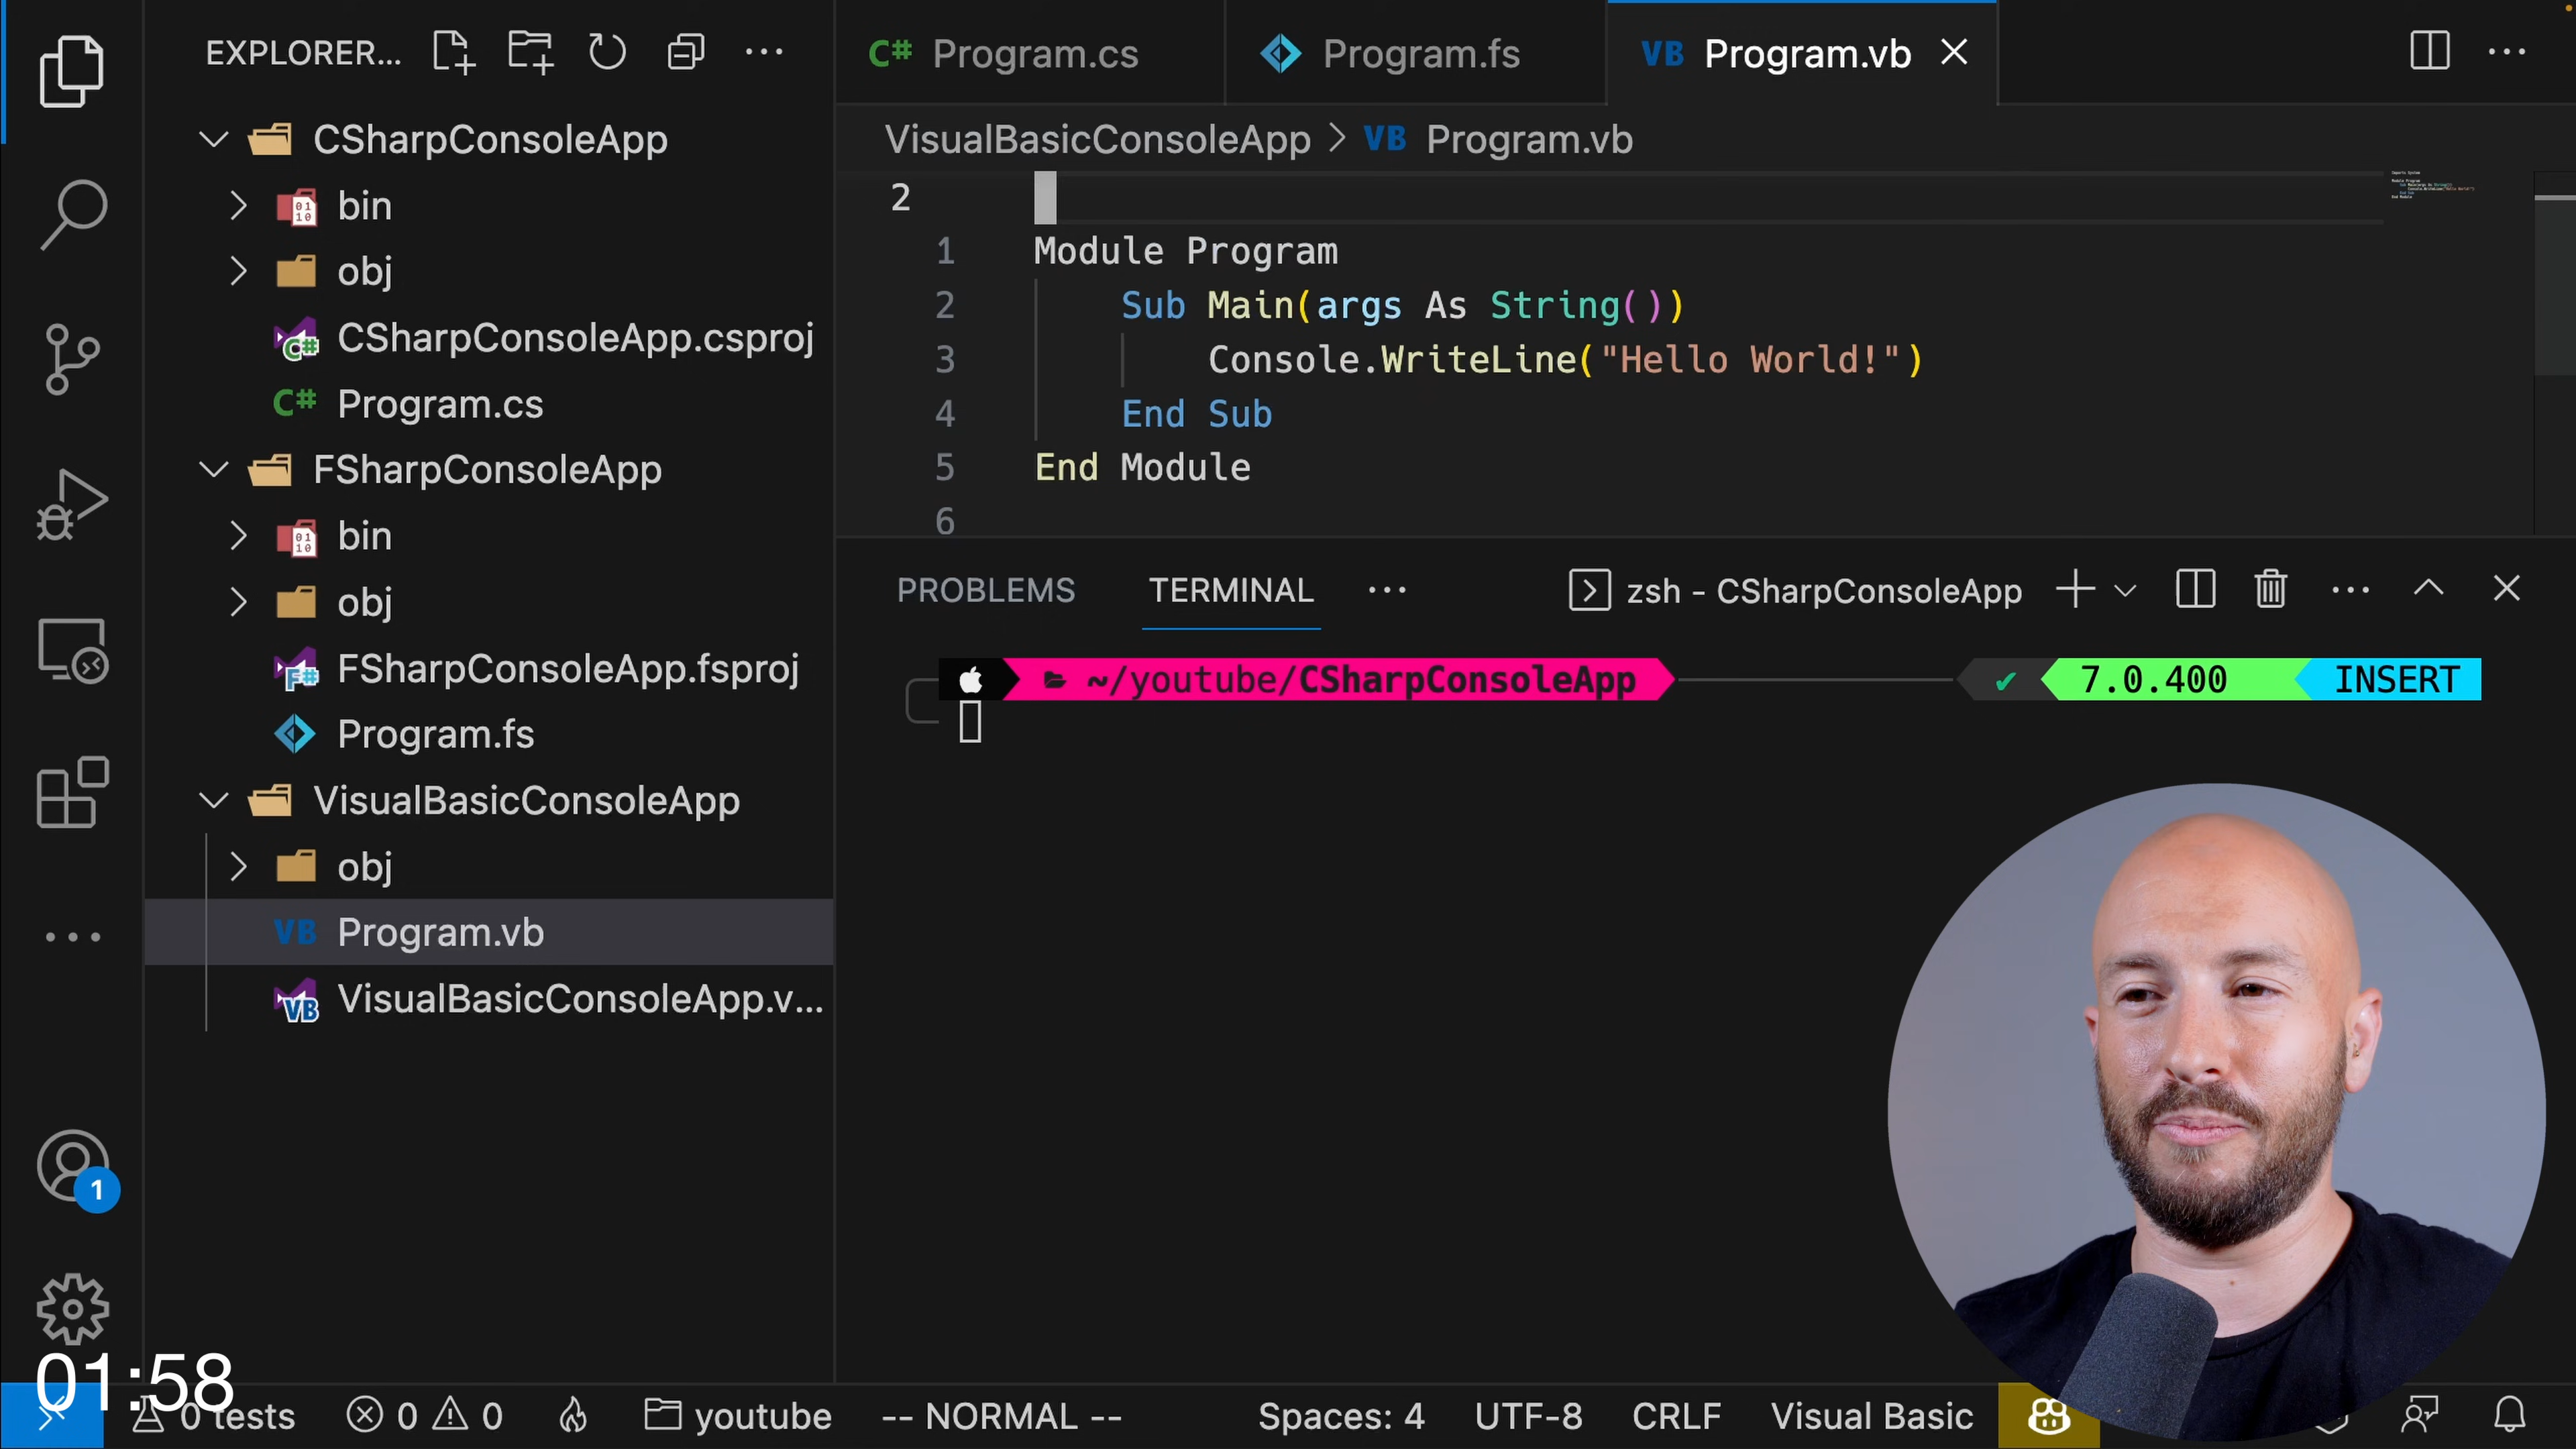 EXPLORER...
CSharpConsoleApp
bin
obj
CSharpConsoleApp.csproj
C# Program.cs
FSharpConsoleApp
bin
obj
FSharpConsoleApp.fsproj
Program.fs
VisualBasicConsoleApp
obj
VB Program.vb
VisualBasicConsoleApp.v...
1
01:58
C# Program.cs
Program.fs
VB Program.vb
VisualBasicConsoleApp > VB Program.vb
2
1 Module Program
2 Sub Main(args As String())
3 Console.WriteLine("Hello World!")
4 End Sub
5 End Module
6
PROBLEMS TERMINAL ... zsh - CSharpConsoleApp
~/youtube/CSharpConsoleApp ✔ 7.0.400 INSERT
0 tests 0 0 youtube -- NORMAL -- Spaces: 4 UTF-8 CRLF Visual Basic